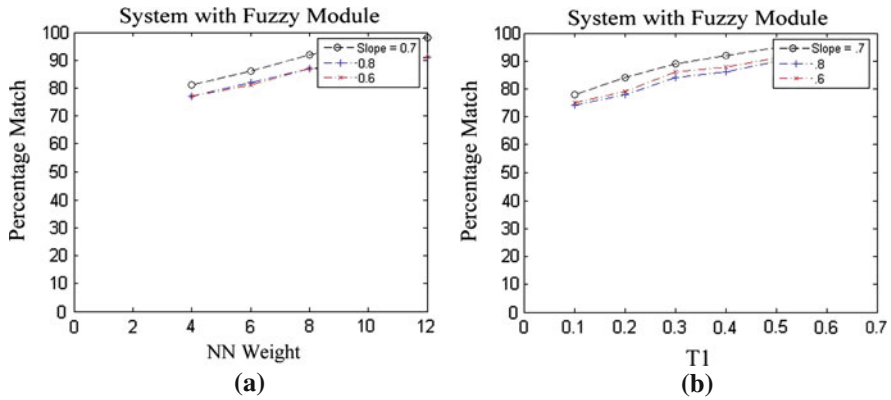 System with Fuzzy Module
Percentage Match
100
90
80
70
60
50
40
30
20
10
0
0 2 4 6 8 10 12
NN Weight
Slope = 0.7
0.8
0.6
(a)
System with Fuzzy Module
Percentage Match
100
90
80
70
60
50
40
30
20
10
0
0 0.1 0.2 0.3 0.4 0.5 0.6 0.7
T1
Slope = .7
.8
.6
(b)